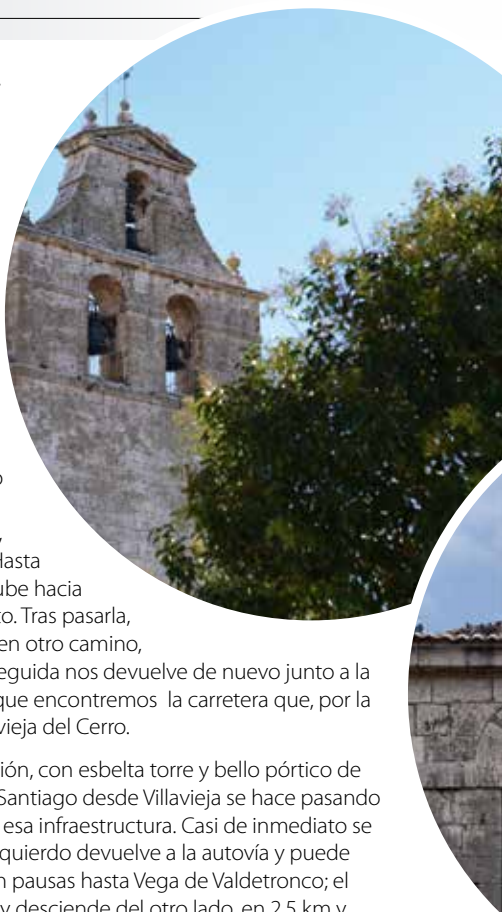 Hasta
ube hacia
to. Tras pasarla,
en otro camino,
eguida nos devuelve de nuevo junto a la
que encontremos la carretera que, por la
vieja del Cerro.
ión, con esbelta torre y bello pórtico de
Santiago desde Villavieja se hace pasando
esa infraestructura. Casi de inmediato se
quierdo devuelve a la autovía y puede
n pausas hasta Vega de Valdetronco; el
y desciende del otro lado, en 2,5 km y